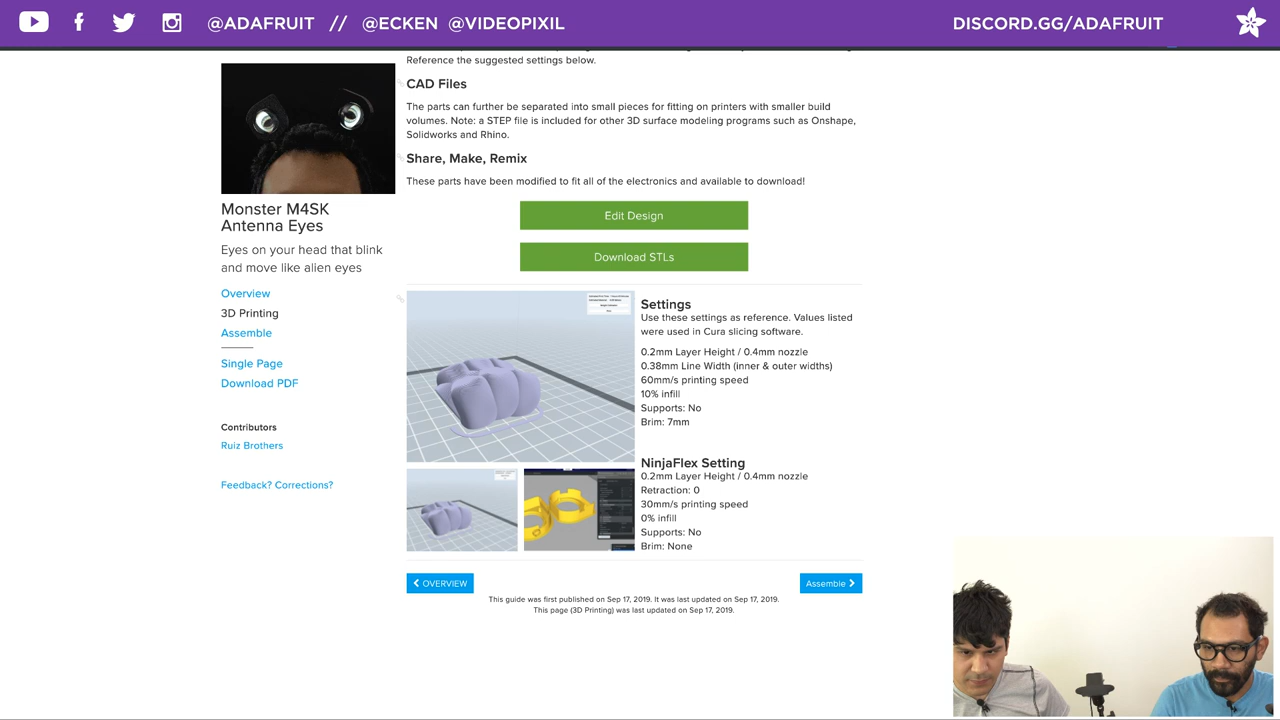 @ADAFRUIT // @ECKEN @VIDEOPIXIL
DISCORD.GG/ADAFRUIT
Reference the suggested settings below.
CAD Files
The parts can further be separated into small pieces for fitting on printers with smaller build
volumes. Note: a STEP file is included for other 3D surface modeling programs such as Onshape,
Solidworks and Rhino.
Share, Make, Remix
These parts have been modified to fit all of the electronics and available to download!
Edit Design
Download STLs
Monster M4SK
Antenna Eyes
Eyes on your head that blink
and move like alien eyes
Overview
3D Printing
Assemble
Single Page
Download PDF
Contributors
Ruiz Brothers
Feedback? Corrections?
Settings
Use these settings as reference. Values listed
were used in Cura slicing software.
0.2mm Layer Height / 0.4mm nozzle
0.38mm Line Width (inner & outer widths)
60mm/s printing speed
10% infill
Supports: No
Brim: 7mm
NinjaFlex Setting
0.2mm Layer Height / 0.4mm nozzle
Retraction: 0
30mm/s printing speed
0% infill
Supports: No
Brim: None
OVERVIEW
Assemble
This guide was first published on Sep 17, 2019. It was last updated on Sep 17, 2019.
This page (3D Printing) was last updated on Sep 17, 2019.